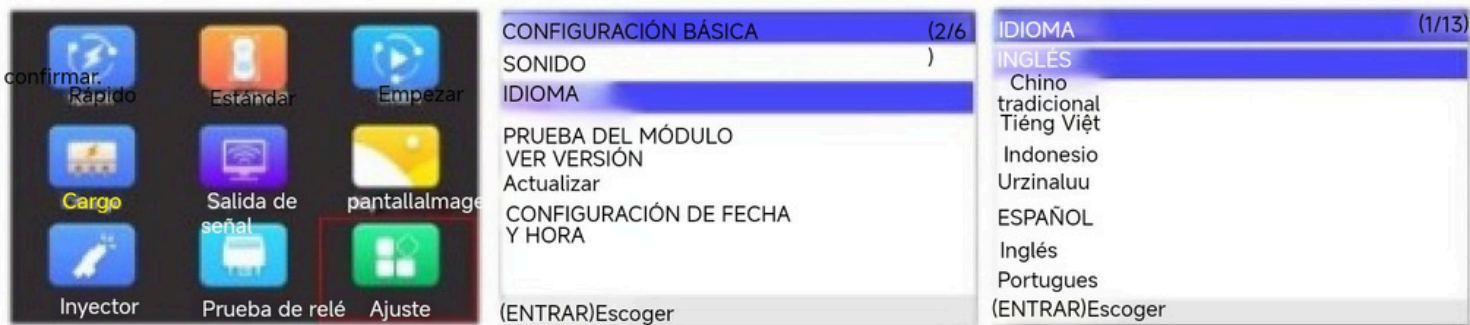 confirmar.
Rápido
Estándar
Empezar
Cargo
Salida de
señal
pantallaImage
Inyector
Prueba de relé
Ajuste
CONFIGURACIÓN BÁSICA (2/6
)
SONIDO
IDIOMA
PRUEBA DEL MÓDULO
VER VERSIÓN
Actualizar
CONFIGURACIÓN DE FECHA
Y HORA
(ENTRAR)Escoger
IDIOMA (1/13)
INGLÉS
Chino
tradicional
Tiéng Việt
Indonesio
Urzinaluu
ESPAÑOL
Inglés
Portugues
(ENTRAR)Escoger